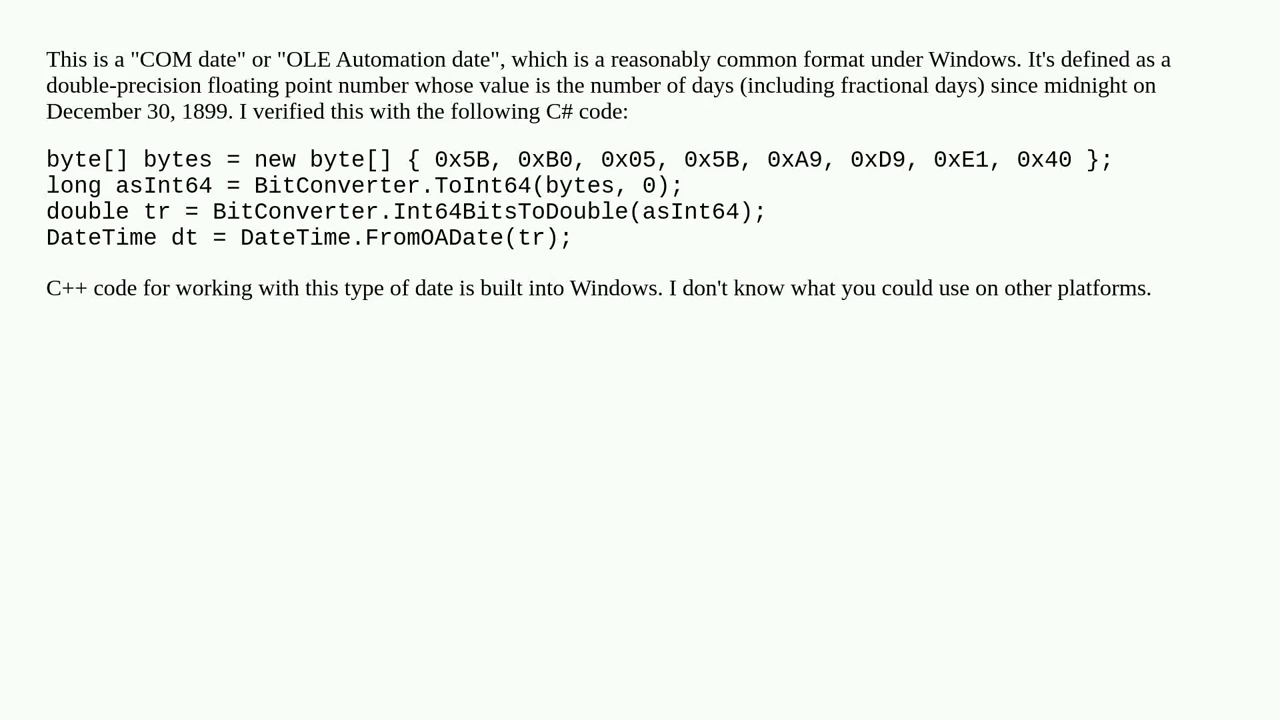 This is a "COM date" or "OLE Automation date", which is a reasonably common format under Windows. It's defined as a
double-precision floating point number whose value is the number of days (including fractional days) since midnight on
December 30, 1899. I verified this with the following C# code:
byte[] bytes = new byte[] { 0x5B, 0xB0, 0x05, 0x5B, 0xA9, 0xD9, 0xE1, 0x40 };
long asInt64 = BitConverter.ToInt64(bytes, 0);
double tr = BitConverter.Int64BitsToDouble(asInt64);
DateTime dt = DateTime.FromOADate(tr);
C++ code for working with this type of date is built into Windows. I don't know what you could use on other platforms.